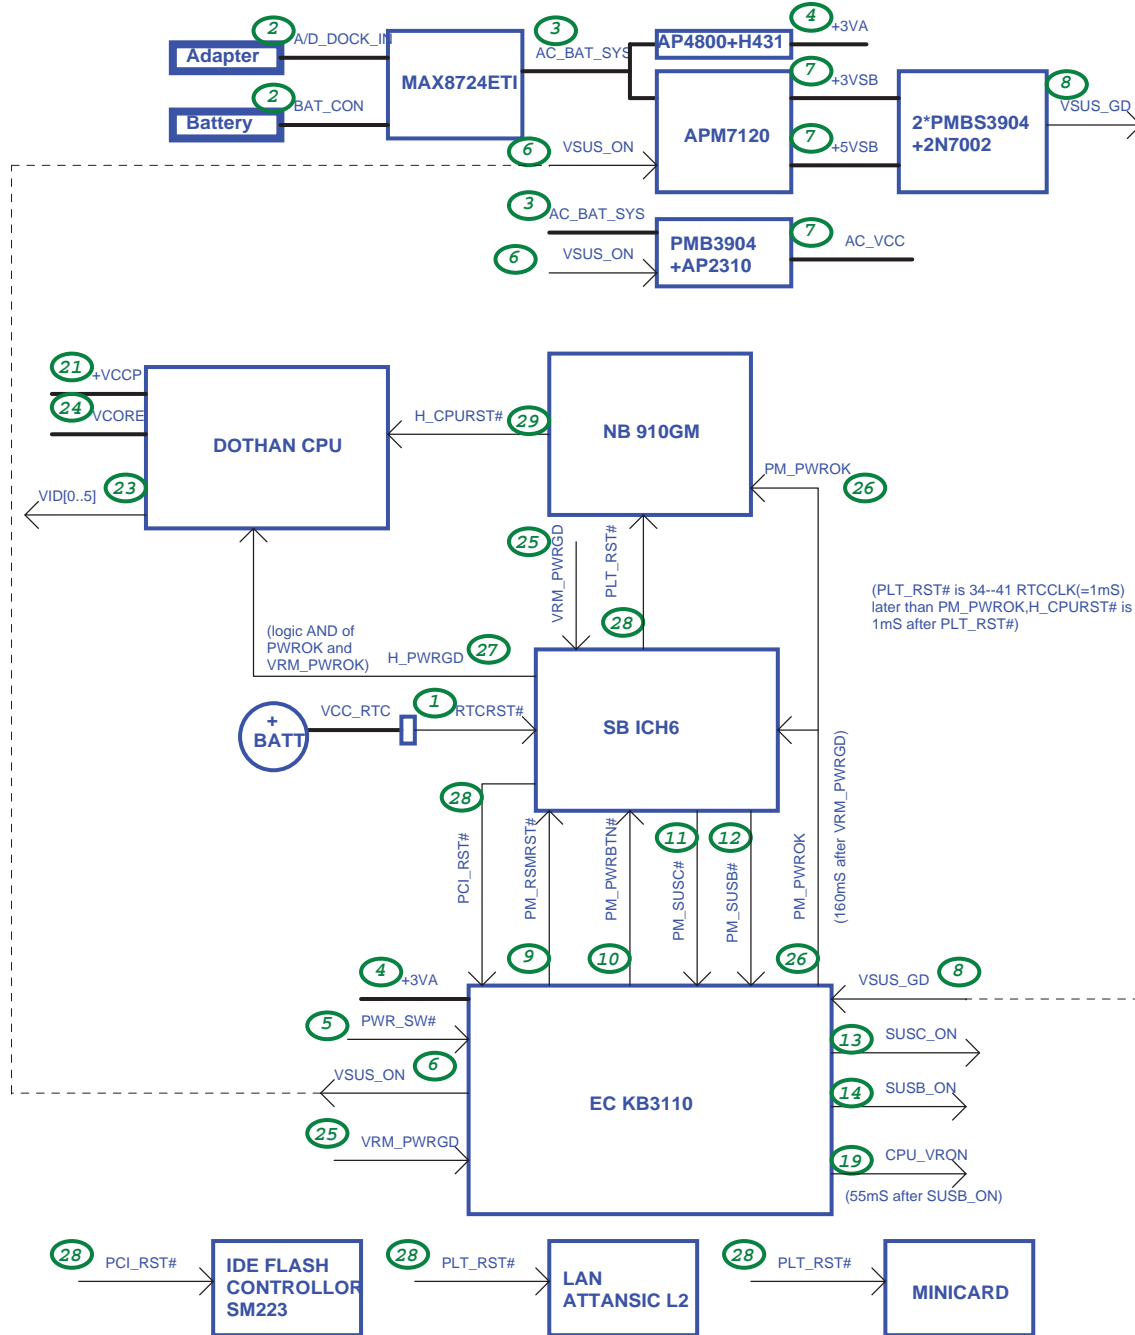 2
A/D_DOCK_IN
Adapter
2
BAT_CON
Battery
MAX8724ETI
3
AC_BAT_SYS
4
+3VA
AP4800+H431
7
+3VSB
APM7120
7
+5VSB
6
VSUS_ON
8
VSUS_GD
2*PMBS3904
+2N7002
3
AC_BAT_SYS
6
VSUS_ON
PMB3904
+AP2310
7
AC_VCC
21
+VCCP
24
VCORE
23
VID[0..5]
DOTHAN CPU
H_CPURST#
29
NB 910GM
PM_PWROK
26
25
VRM_PWRGD
PLT_RST#
28
(PLT_RST# is 34--41 RTCCLK(=1mS)
later than PM_PWROK,H_CPURST# is
1mS after PLT_RST#)
(logic AND of
PWROK and
VRM_PWROK)
H_PWRGD
27
+
BATT
VCC_RTC
1
RTCRST#
SB ICH6
28
PCI_RST#
PM_RSMRST#
9
PM_PWRBTN#
10
11
PM_SUSC#
12
PM_SUSB#
PM_PWROK
26
(160mS after VRM_PWRGD)
4
+3VA
5
PWR_SW#
6
VSUS_ON
25
VRM_PWRGD
EC KB3110
VSUS_GD
8
13
SUSC_ON
14
SUSB_ON
19
CPU_VRON
(55mS after SUSB_ON)
28
PCI_RST#
IDE FLASH
CONTROLLOR
SM223
28
PLT_RST#
LAN
ATTANSIC L2
28
PLT_RST#
MINICARD